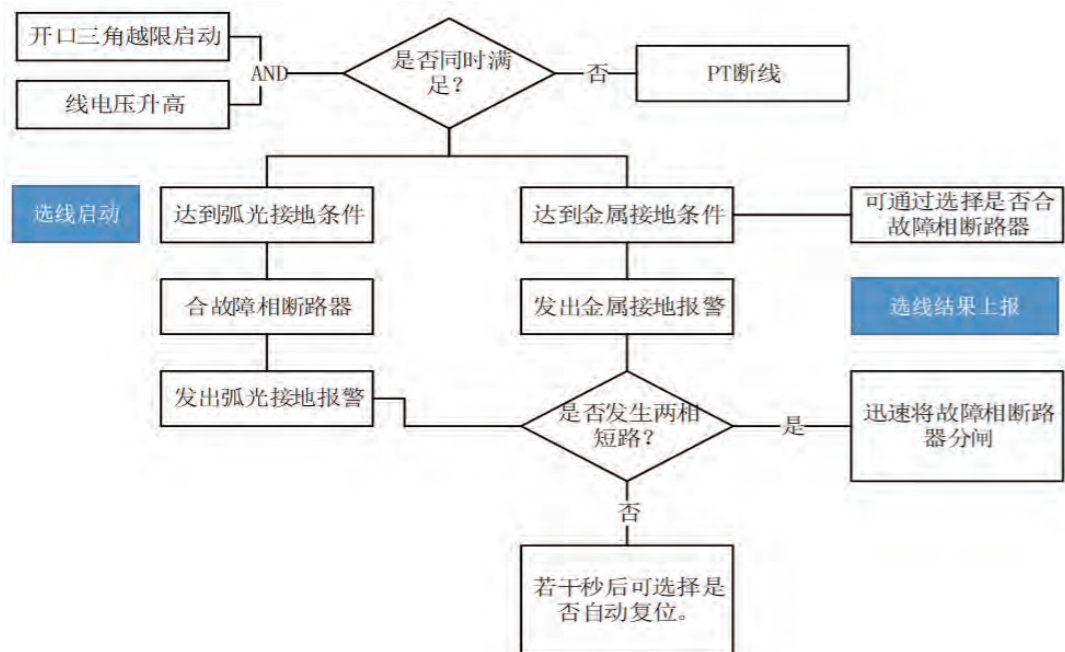 开口三角越限启动
线电压升高
AND
是否同时满
足?
否
PT断线
选线启动
达到弧光接地条件
达到金属接地条件
可通过选择是否合
故障相断路器
合故障相断路器
发出金属接地报警
选线结果上报
发出弧光接地报警
是否发生两相
短路?
是
迅速将故障相断路
器分闸
否
若干秒后可选择是
否自动复位。